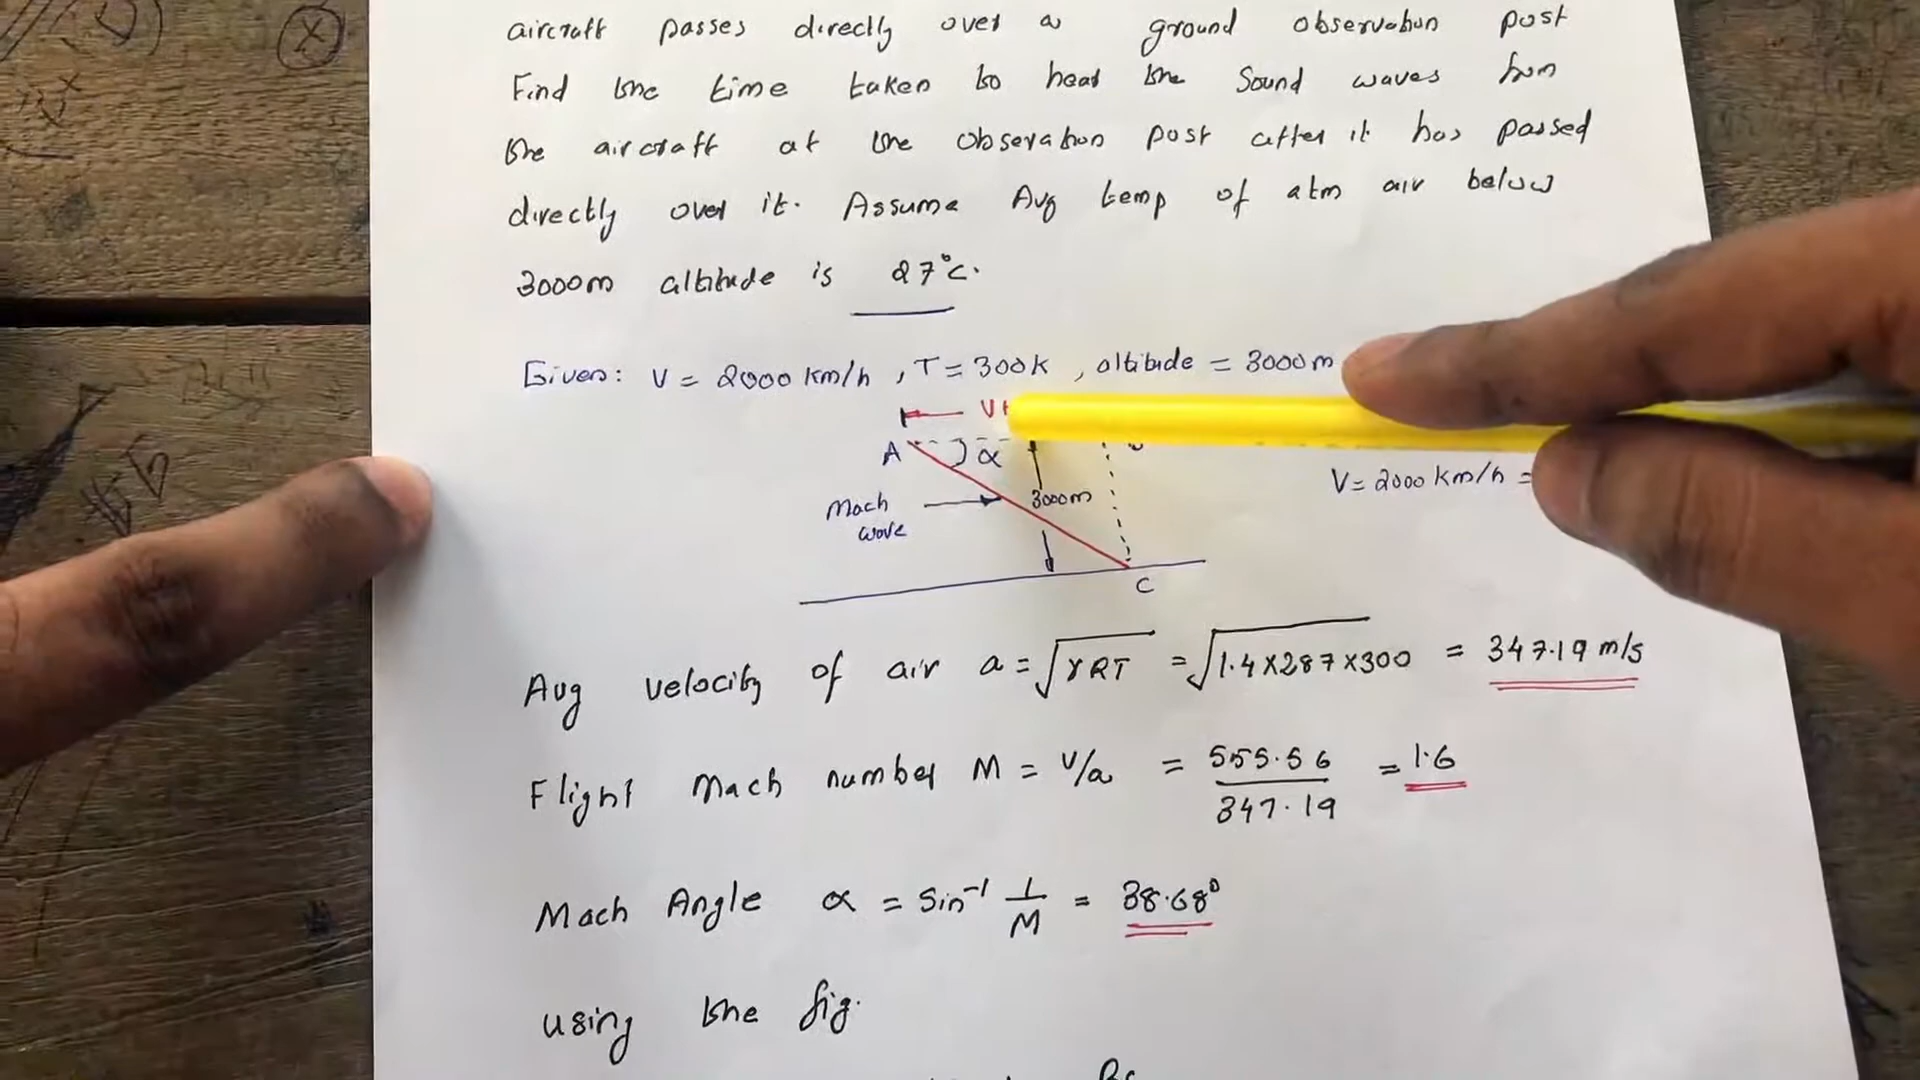 aircraft passes directly over a ground observation post
Find the time taken to hear the sound waves from
the aircraft at the observation post after it has passed
directly over it. Assume Avg temp of atm air below
3000m altitude is 27°C.
Given: V = 2000 km/h , T = 300K , altitude = 3000m
V
A α
V = 2000 km/h =
Mach
wave
3000m
C
Avg velocity of air a = √γRT = √1.4×287×300 = 347.19 m/s
Flight Mach number M = V/a = 555.56 / 347.19 = 1.6
Mach Angle α = Sin⁻¹ 1/M = 38.68°
using the fig.